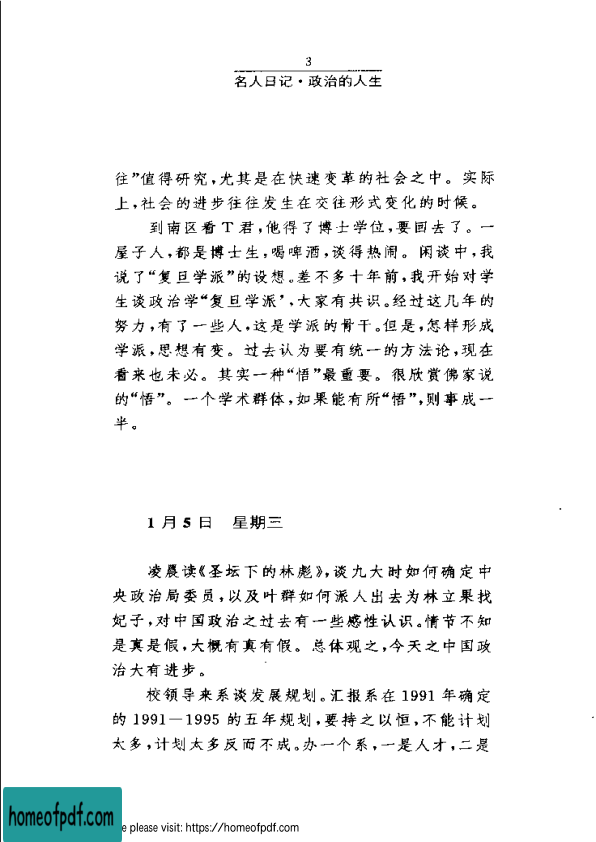 3
名人日记·政治的人生
往”值得研究,尤其是在快速变革的社会之中。实际
上,社会的进步往往发生在交往形式变化的时候。
到南区看T君,他得了博士学位,要回去了。一
屋子人,都是博士生,喝啤酒,谈得热闹。闲谈中,我
说了“复旦学派”的设想。差不多十年前,我开始对学
生谈政治学“复旦学派’,大家有共识。经过这几年的
努力,有了一些人,这是学派的骨干。但是,怎样形成
学派,思想有变。过去认为要有统一的方法论,现在
看来也未必。其实一种“悟”最重要。很欣赏佛家说
的“悟”。一个学术群体,如果能有所“悟”,则事成一
半。
1月5日 星期三
凌晨读《圣坛下的林彪》,谈九大时如何确定中
央政治局委员,以及叶群如何派人出去为林立果找
妃子,对中国政治之过去有一些感性认识。情节不知
是真是假,大概有真有假。总体观之,今天之中国政
治大有进步。
校领导来系谈发展规划。汇报系在1991年确定
的1991—1995的五年规划,要持之以恒,不能计划
太多,计划太多反而不成。办一个系,一是人才,二是
homeofpdf.com
e please visit: https://homeofpdf.com